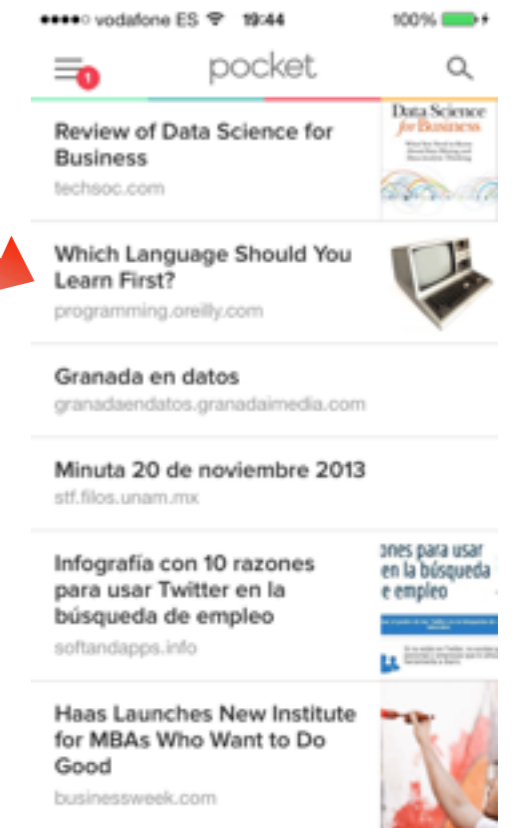 vodafone ES 19:44 100%
1 pocket
Review of Data Science for
Business
techsoc.com
Data Science
for Business
Which Language Should You
Learn First?
programming.oreilly.com
Granada en datos
granadaendatos.granadaimedia.com
Minuta 20 de noviembre 2013
stf.filos.unam.mx
Infografía con 10 razones
para usar Twitter en la
búsqueda de empleo
softandapps.info
ones para usar
en la búsqueda
e empleo
Haas Launches New Institute
for MBAs Who Want to Do
Good
businessweek.com